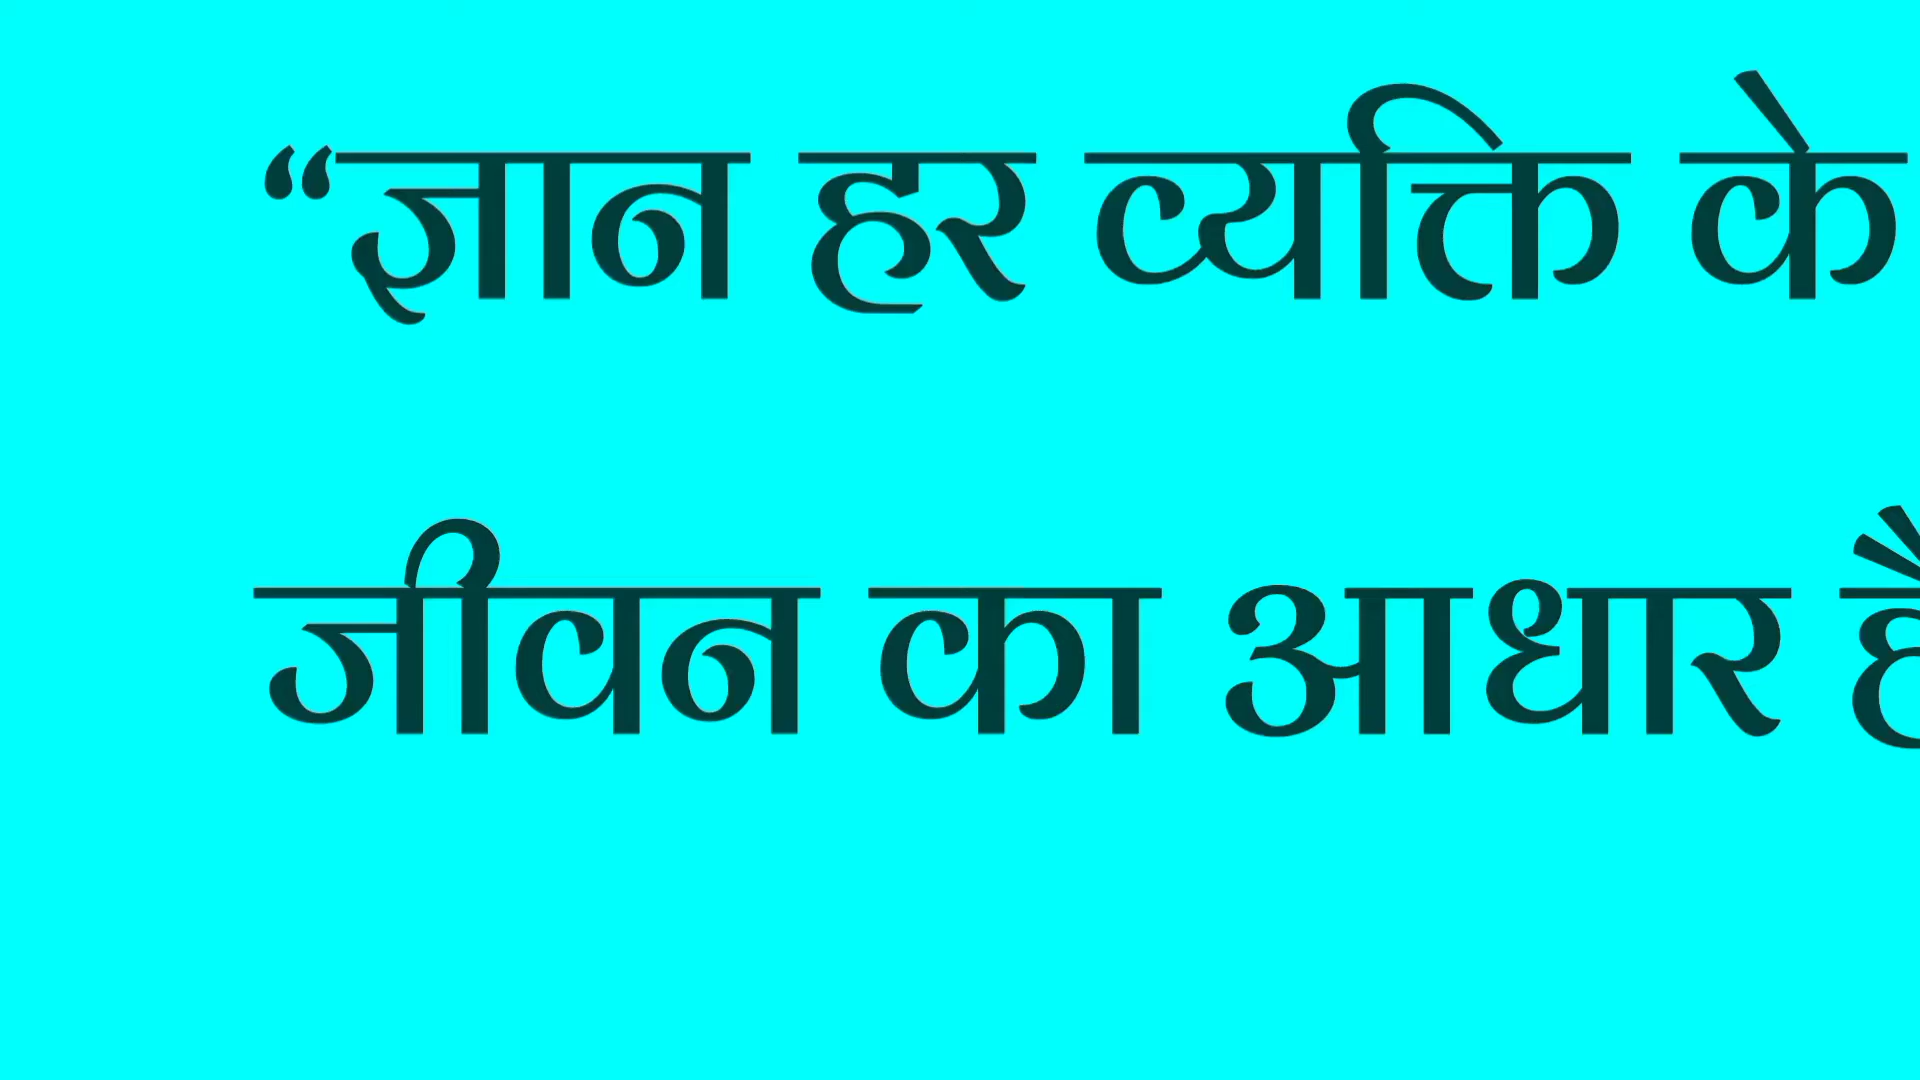 “ज्ञान हर व्यक्ति के
जीवन का आधार है